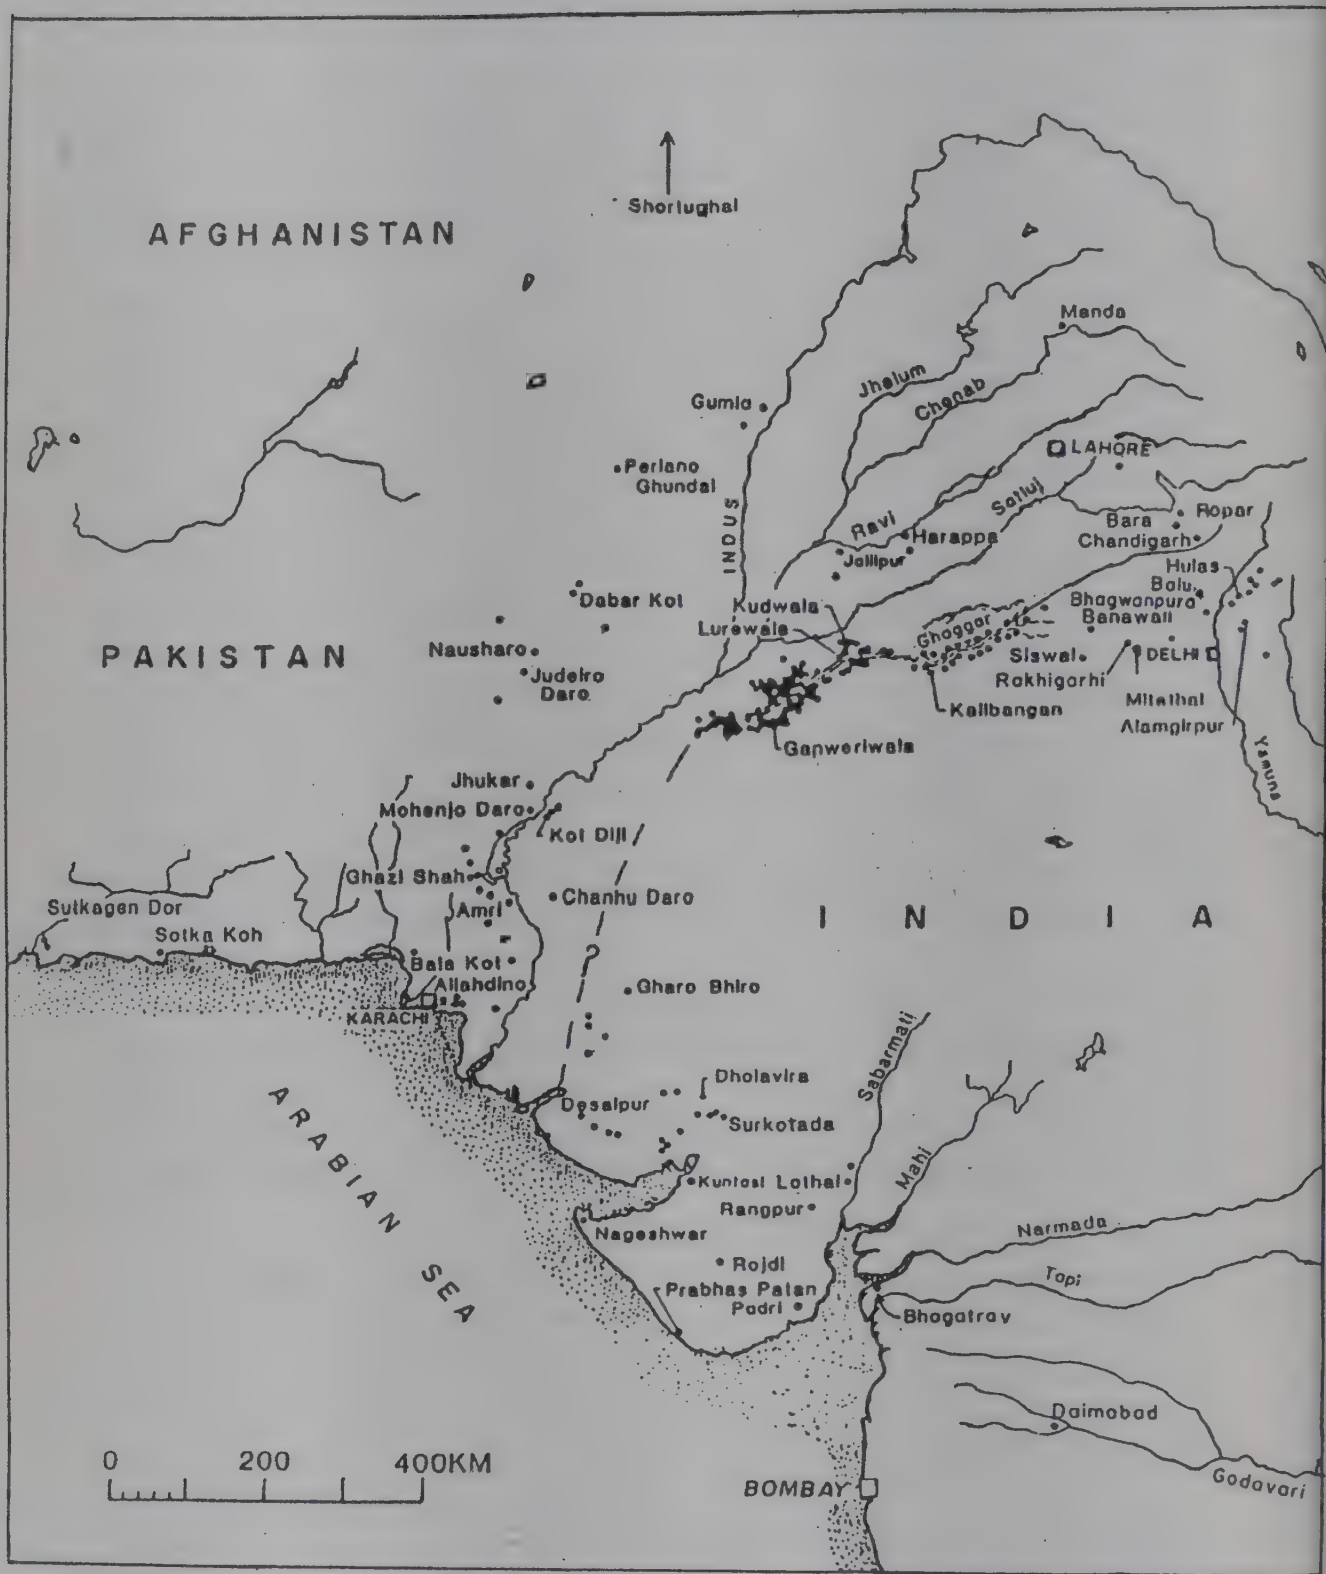 Shortughal
AFGHANISTAN
Manda
Jhelum
Chenab
Gumla
LAHORE
Periano
Ghundai
INDUS
Satluj
Ravi
Harappa
Jalilpur
Ropar
Bara
Chandigarh
Hulas
Balu
Bhagwanpura
Banawali
Dabar Kot
Kudwala
Lurewala
Ghaggar
PAKISTAN
Nausharo
Judeiro
Daro
Siswal
DELHI
Rakhigarhi
Kalibangan
Mitathal
Alamgirpur
Ganweriwala
Yamuna
Jhukar
Mohenjo Daro
Kot Diji
Ghazi Shah
Chanhu Daro
Sutkagen Dor
Amri
INDIA
Sotka Koh
Bala Kot
Allahdino
KARACHI
?
Gharo Bhiro
Sabarmati
ARABIAN SEA
Dholavira
Desalpur
Surkotada
Mahi
Kuntasi Lothal
Rangpur
Nageshwar
Narmada
Rojdi
Tapi
Prabhas Patan
Padri
Bhogatrav
Daimabad
0 200 400KM
BOMBAY
Godavari